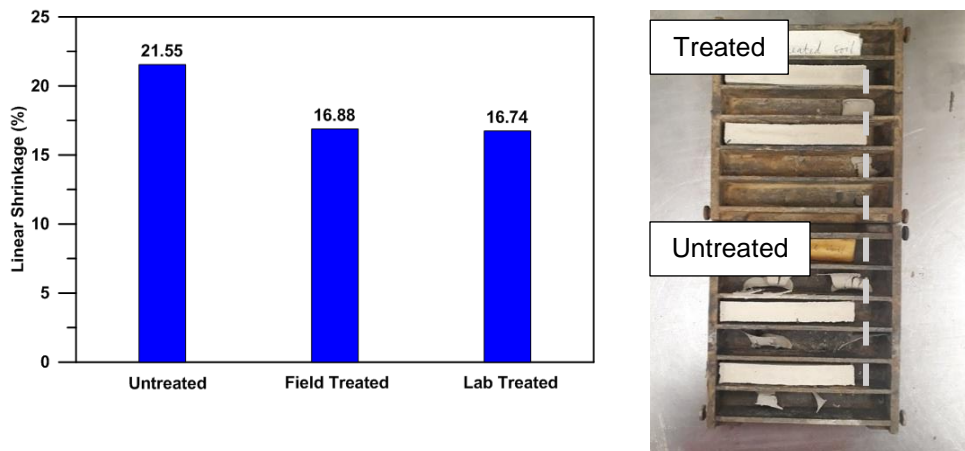 25
20
15
10
5
0
Linear Shrinkage (%)
21.55
16.88
16.74
Untreated
Field Treated
Lab Treated
Treated
Untreated